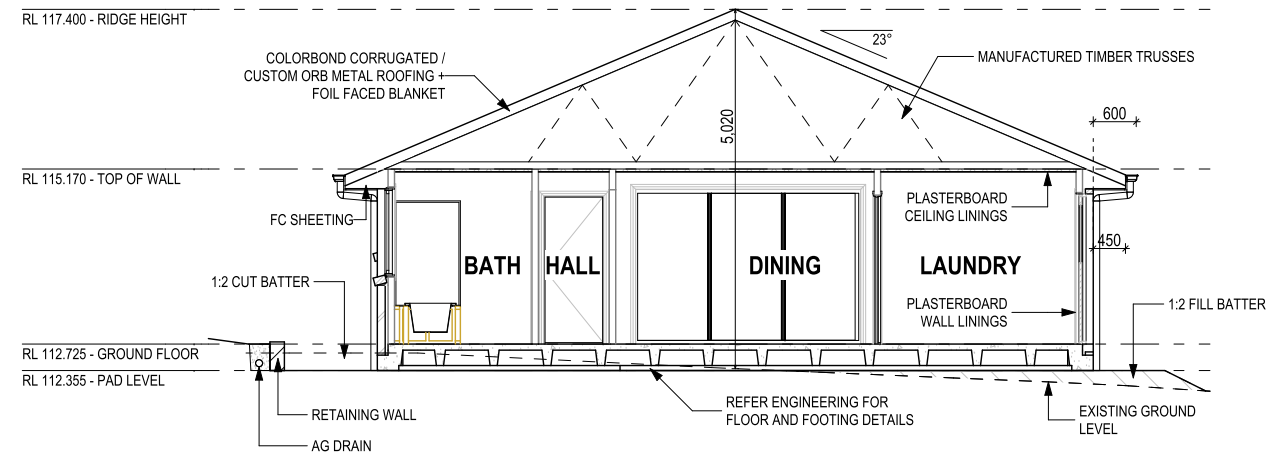 RL 117.400 - RIDGE HEIGHT
23°
COLORBOND CORRUGATED /
CUSTOM ORB METAL ROOFING +
FOIL FACED BLANKET
MANUFACTURED TIMBER TRUSSES
600
5,020
RL 115.170 - TOP OF WALL
FC SHEETING
PLASTERBOARD
CEILING LININGS
450
BATH
HALL
DINING
LAUNDRY
1:2 CUT BATTER
PLASTERBOARD
WALL LININGS
1:2 FILL BATTER
RL 112.725 - GROUND FLOOR
RL 112.355 - PAD LEVEL
RETAINING WALL
AG DRAIN
REFER ENGINEERING FOR
FLOOR AND FOOTING DETAILS
EXISTING GROUND
LEVEL